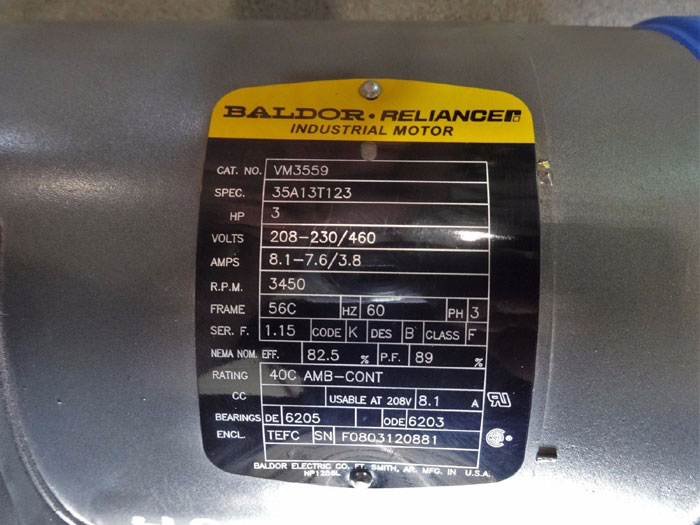 BALDOR • RELIANCE
INDUSTRIAL MOTOR
CAT. NO. VM3559
SPEC. 35A13T123
HP 3
VOLTS 208-230/460
AMPS 8.1-7.6/3.8
R.P.M. 3450
FRAME 56C HZ 60 PH 3
SER. F. 1.15 CODE K DES B CLASS F
NEMA NOM. EFF. 82.5 % P.F. 89 %
RATING 40C AMB-CONT
CC USABLE AT 208V 8.1 A
BEARINGS DE 6205 ODE 6203
ENCL. TEFC SN F0803120881
BALDOR ELECTRIC CO. FT. SMITH, AR. MFG. IN U.S.A.